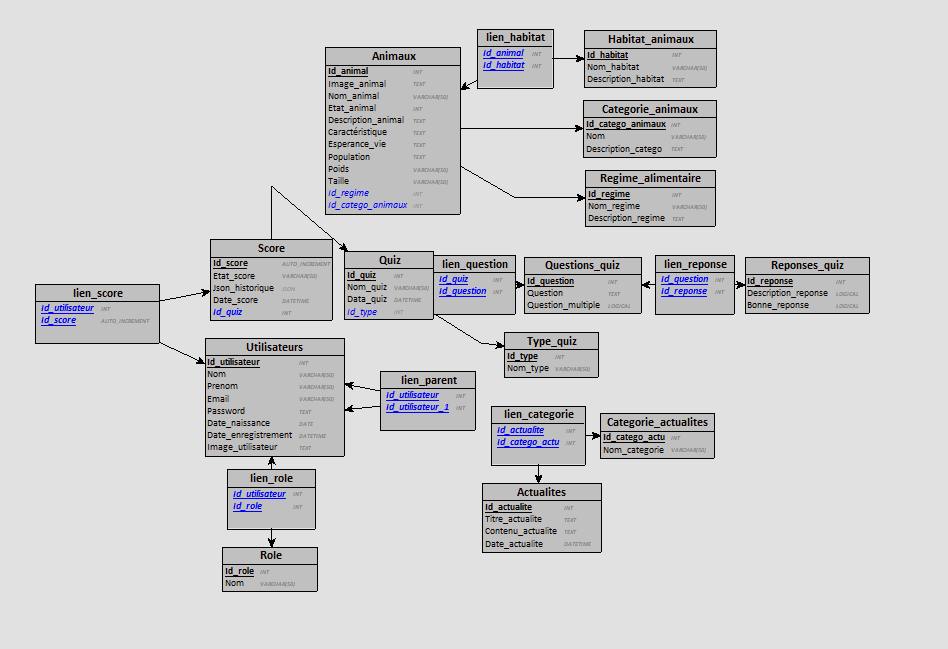 lien_habitat
Id_animal INT
Id_habitat INT
Habitat_animaux
Id_habitat INT
Nom_habitat VARCHAR(50)
Description_habitat TEXT
Animaux
Id_animal INT
Image_animal TEXT
Nom_animal VARCHAR(50)
Etat_animal INT
Description_animal TEXT
Caractéristique TEXT
Esperance_vie TEXT
Population TEXT
Poids VARCHAR(50)
Taille VARCHAR(50)
Id_regime INT
Id_catego_animaux INT
Categorie_animaux
Id_catego_animaux INT
Nom VARCHAR(50)
Description_catego TEXT
Regime_alimentaire
Id_regime INT
Nom_regime VARCHAR(50)
Description_regime TEXT
Score
Id_score AUTO_INCREMENT
Etat_score VARCHAR(50)
Json_historique JSON
Date_score DATETIME
Id_quiz INT
Quiz
Id_quiz INT
Nom_quiz VARCHAR(50)
Data_quiz DATETIME
Id_type INT
lien_question
Id_quiz INT
Id_question INT
Questions_quiz
Id_question INT
Question TEXT
Question_multiple LOGICAL
lien_reponse
Id_question INT
Id_reponse INT
Reponses_quiz
Id_reponse INT
Description_reponse LOGICAL
Bonne_reponse LOGICAL
lien_score
Id_utilisateur INT
Id_score AUTO_INCREMENT
Type_quiz
Id_type INT
Nom_type VARCHAR(50)
Utilisateurs
Id_utilisateur INT
Nom VARCHAR(50)
Prenom VARCHAR(50)
Email VARCHAR(50)
Password TEXT
Date_naissance DATE
Date_enregistrement DATETIME
Image_utilisateur TEXT
lien_parent
Id_utilisateur INT
Id_utilisateur_1 INT
lien_categorie
Id_actualite INT
Id_catego_actu INT
Categorie_actualites
Id_catego_actu INT
Nom_categorie VARCHAR(50)
lien_role
Id_utilisateur INT
Id_role INT
Actualites
Id_actualite INT
Titre_actualite TEXT
Contenu_actualite TEXT
Date_actualite DATETIME
Role
Id_role INT
Nom VARCHAR(50)